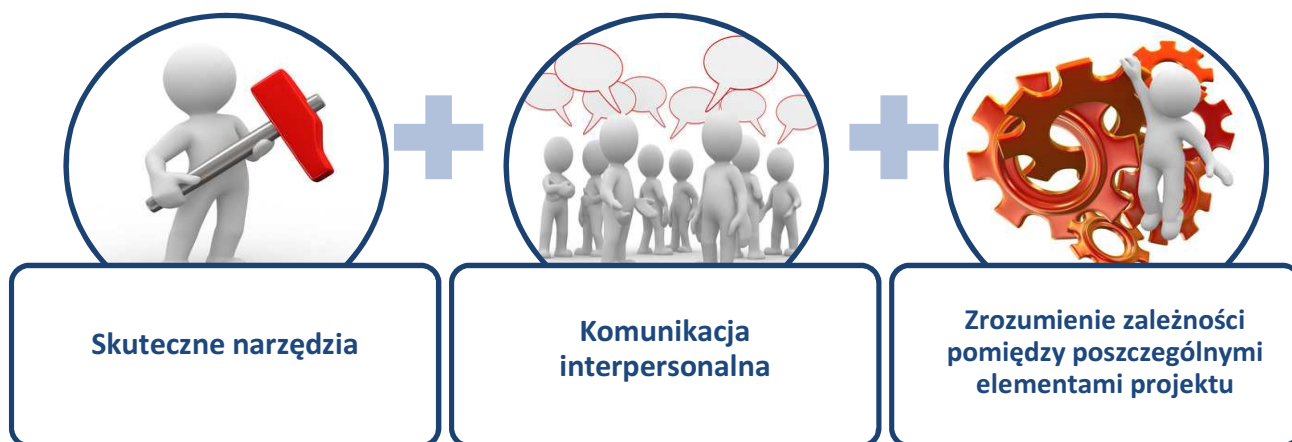 Skuteczne narzędzia
Komunikacja
interpersonalna
Zrozumienie zależności
pomiędzy poszczególnymi
elementami projektu